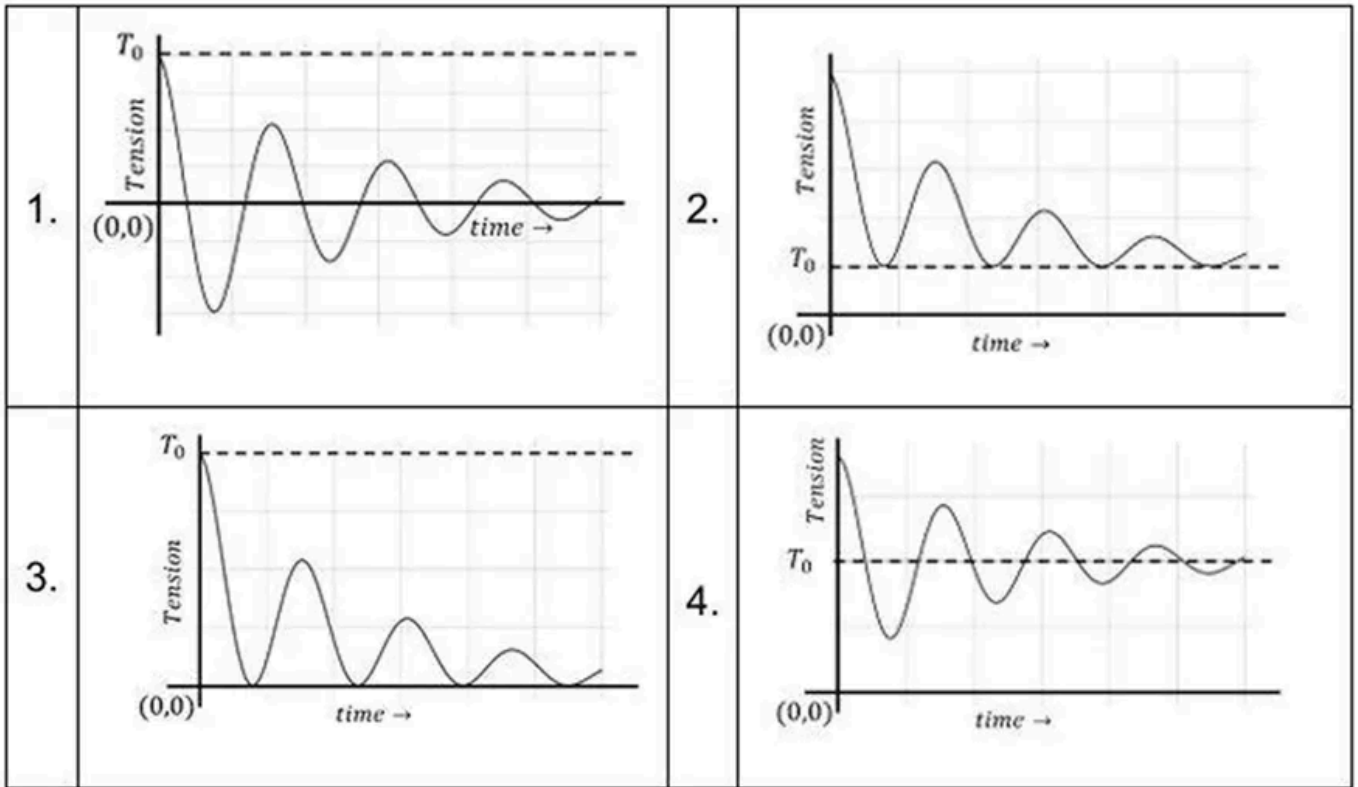 1.
T₀
Tension
(0,0)
time →
2.
Tension
T₀
(0,0)
time →
3.
T₀
Tension
(0,0)
time →
4.
Tension
T₀
(0,0)
time →